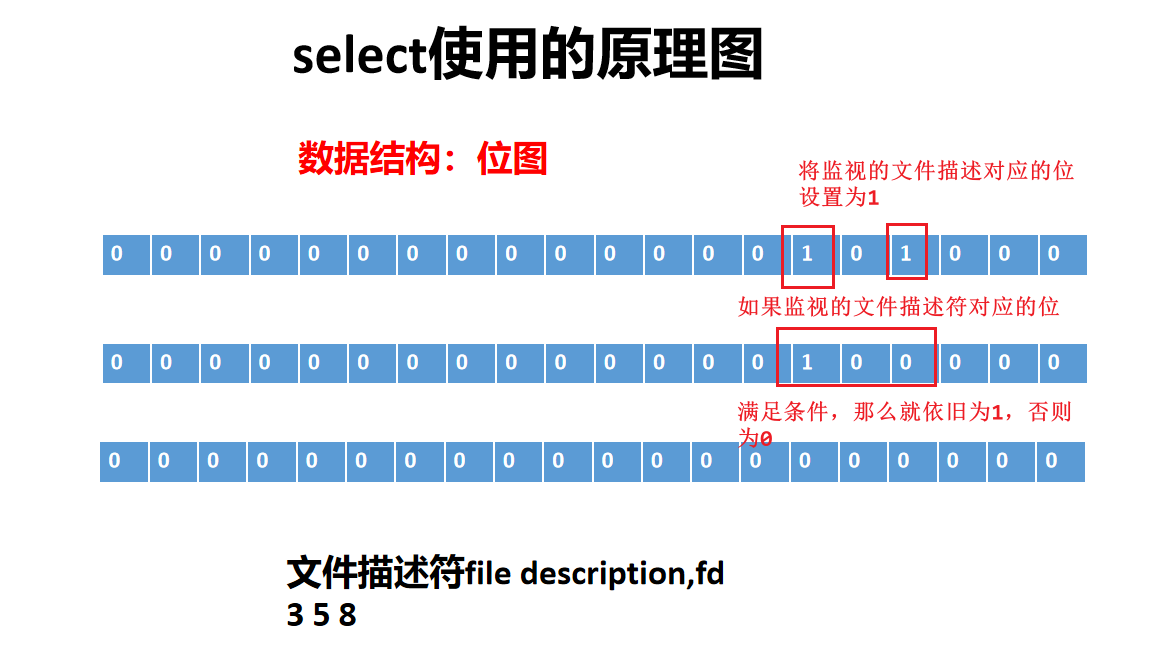 select使用的原理图
数据结构：位图
将监视的文件描述对应的位
设置为1
0 0 0 0 0 0 0 0 0 0 0 0 0 0 1 0 1 0 0 0
如果监视的文件描述符对应的位
0 0 0 0 0 0 0 0 0 0 0 0 0 0 1 0 0 0 0 0
满足条件，那么就依旧为1，否则
为0
0 0 0 0 0 0 0 0 0 0 0 0 0 0 0 0 0 0 0 0
文件描述符file description,fd
3 5 8